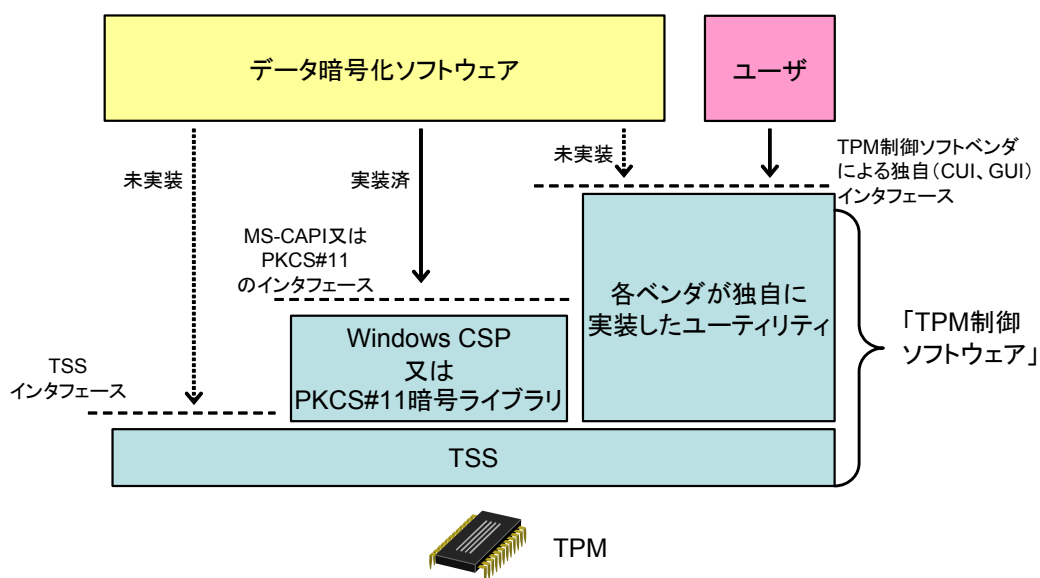 データ暗号化ソフトウェア
ユーザ
未実装
実装済
未実装
TPM制御ソフトベンダ
による独自(CUI、GUI)
インタフェース
MS-CAPI又は
PKCS#11
のインタフェース
各ベンダが独自に
実装したユーティリティ
「TPM制御
ソフトウェア」
Windows CSP
又は
PKCS#11暗号ライブラリ
TSS
インタフェース
TSS
TPM